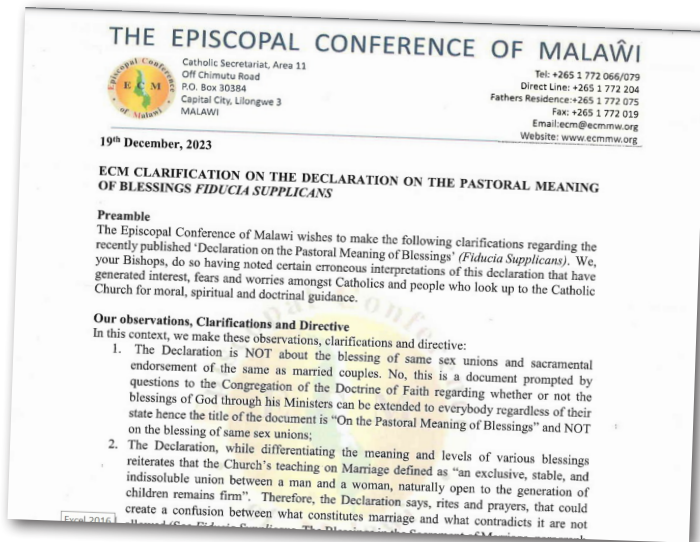 THE EPISCOPAL CONFERENCE OF MALAŴI
Episcopal Conference
E C M
of Malawi
Catholic Secretariat, Area 11
Off Chimutu Road
P.O. Box 30384
Capital City, Lilongwe 3
MALAWI
Tel: +265 1 772 066/079
Direct Line: +265 1 772 204
Fathers Residence:+265 1 772 075
Fax: +265 1 772 019
Email:ecm@ecmmw.org
Website: www.ecmmw.org
19th December, 2023
ECM CLARIFICATION ON THE DECLARATION ON THE PASTORAL MEANING
OF BLESSINGS FIDUCIA SUPPLICANS
Preamble
The Episcopal Conference of Malawi wishes to make the following clarifications regarding the
recently published ‘Declaration on the Pastoral Meaning of Blessings’ (Fiducia Supplicans). We,
your Bishops, do so having noted certain erroneous interpretations of this declaration that have
generated interest, fears and worries amongst Catholics and people who look up to the Catholic
Church for moral, spiritual and doctrinal guidance.
Our observations, Clarifications and Directive
In this context, we make these observations, clarifications and directive:
1. The Declaration is NOT about the blessing of same sex unions and sacramental
endorsement of the same as married couples. No, this is a document prompted by
questions to the Congregation of the Doctrine of Faith regarding whether or not the
blessings of God through his Ministers can be extended to everybody regardless of their
state hence the title of the document is “On the Pastoral Meaning of Blessings” and NOT
on the blessing of same sex unions;
2. The Declaration, while differentiating the meaning and levels of various blessings
reiterates that the Church’s teaching on Marriage defined as “an exclusive, stable, and
indissoluble union between a man and a woman, naturally open to the generation of
children remains firm”. Therefore, the Declaration says, rites and prayers, that could
create a confusion between what constitutes marriage and what contradicts it are not
Excel 2016